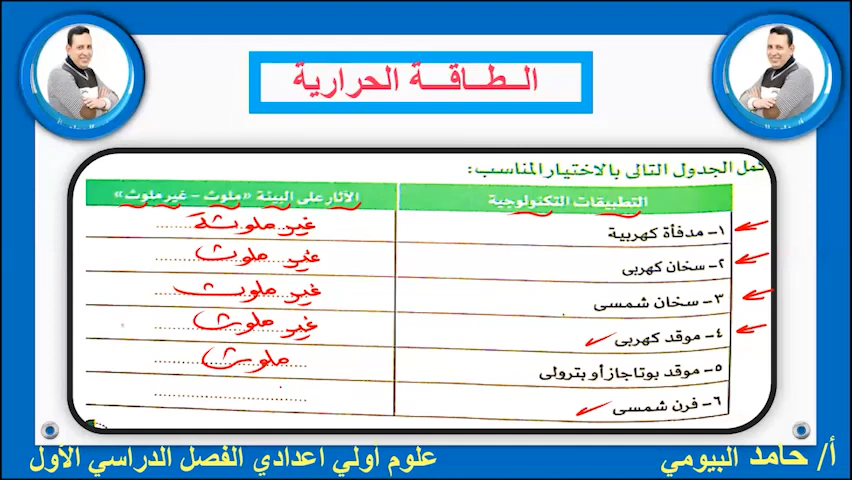 الـــطـــاقـــة الحرارية
كمل الجدول التالى بالاختيار المناسب:
التطبيقات التكنولوجية
الآثار على البيئة «ملوث - غير ملوث»
١- مدفأة كهربية
غير ملوثة
٢- سخان كهربى
غير ملوث
٣- سخان شمسى
غير ملوث
٤- موقد كهربى
غير ملوث
٥- موقد بوتاجاز أو بترولى
ملوث
٦- فرن شمسى
أ/ حامد البيومي
علوم أولي اعدادي الفصل الدراسي الأول